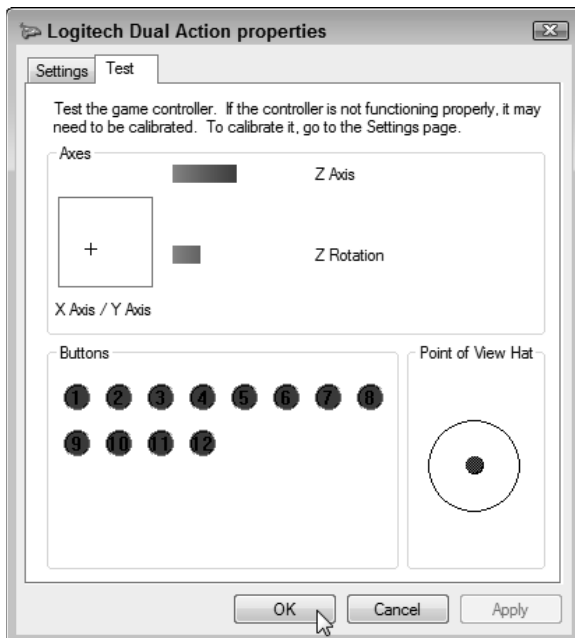 Logitech Dual Action properties
Settings
Test
Test the game controller. If the controller is not functioning properly, it may
need to be calibrated. To calibrate it, go to the Settings page.
Axes
Z Axis
Z Rotation
X Axis / Y Axis
Buttons
1 2 3 4 5 6 7 8
9 10 11 12
Point of View Hat
OK
Cancel
Apply